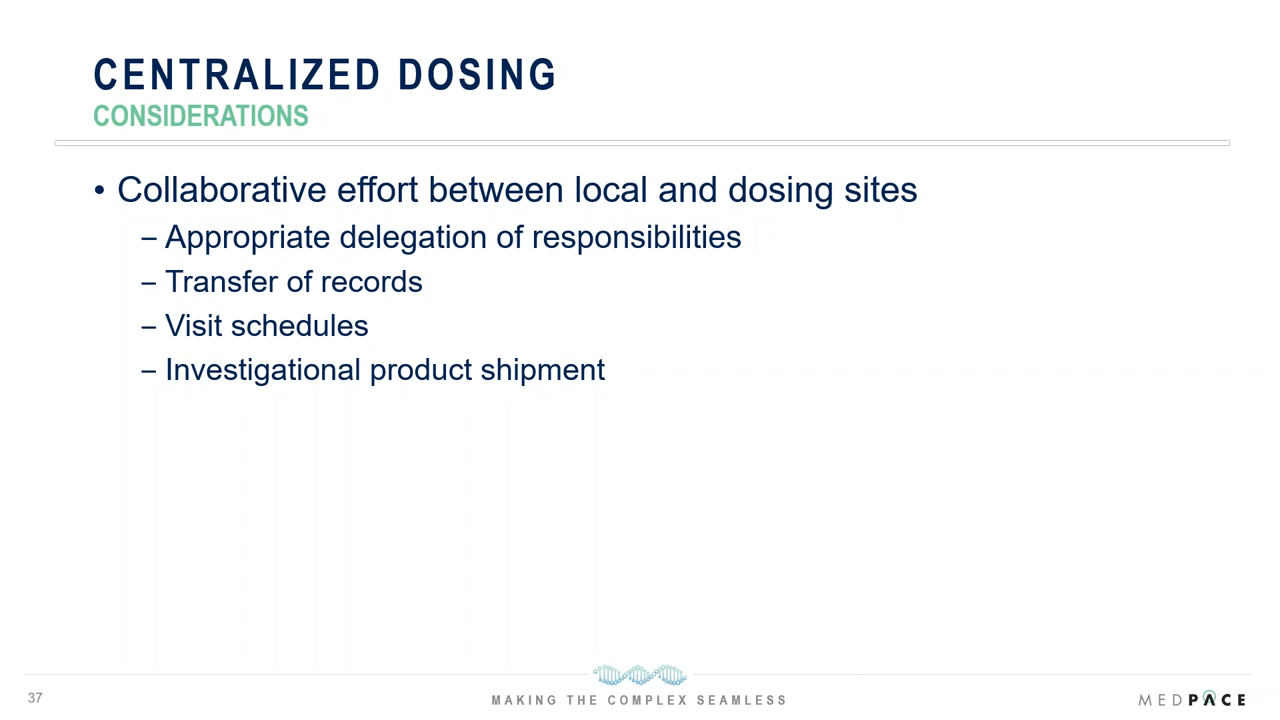 CENTRALIZED DOSING
CONSIDERATIONS
• Collaborative effort between local and dosing sites
– Appropriate delegation of responsibilities
– Transfer of records
– Visit schedules
– Investigational product shipment
37
MAKING THE COMPLEX SEAMLESS
MEDPACE